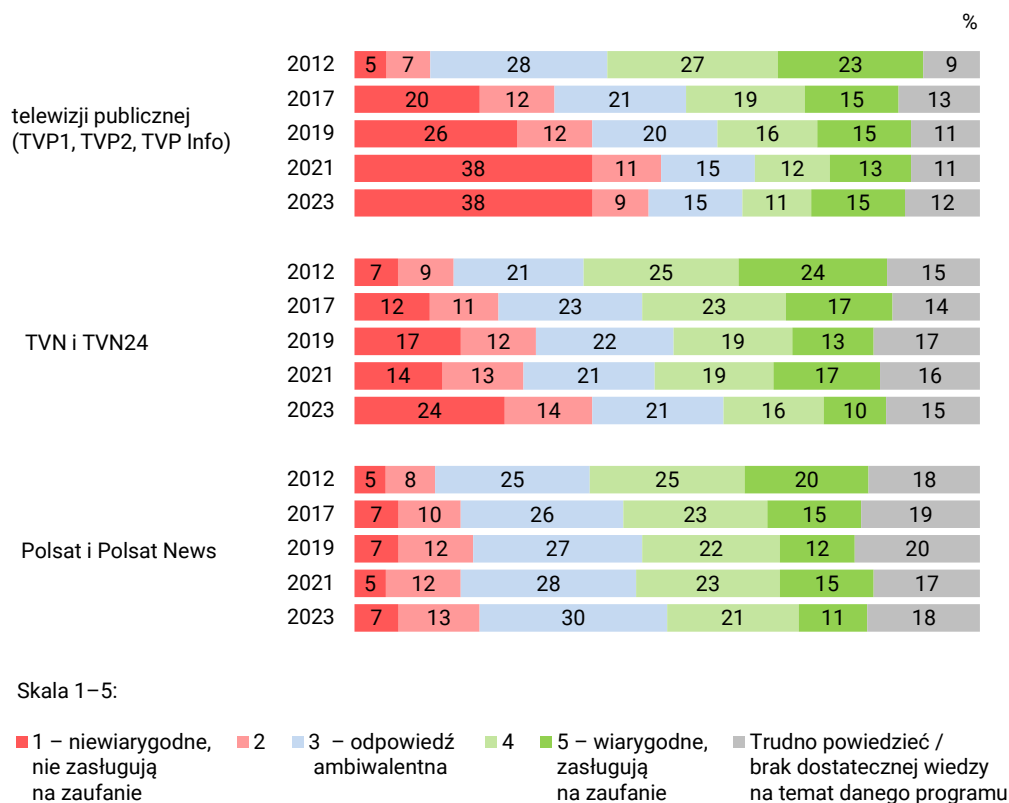 %
telewizji publicznej
(TVP1, TVP2, TVP Info)
2012 5 7 28 27 23 9
2017 20 12 21 19 15 13
2019 26 12 20 16 15 11
2021 38 11 15 12 13 11
2023 38 9 15 11 15 12
TVN i TVN24
2012 7 9 21 25 24 15
2017 12 11 23 23 17 14
2019 17 12 22 19 13 17
2021 14 13 21 19 17 16
2023 24 14 21 16 10 15
Polsat i Polsat News
2012 5 8 25 25 20 18
2017 7 10 26 23 15 19
2019 7 12 27 22 12 20
2021 5 12 28 23 15 17
2023 7 13 30 21 11 18
Skala 1–5:
1 – niewiarygodne,
nie zasługują
na zaufanie
2
3 – odpowiedź
ambiwalentna
4
5 – wiarygodne,
zasługują
na zaufanie
Trudno powiedzieć /
brak dostatecznej wiedzy
na temat danego programu